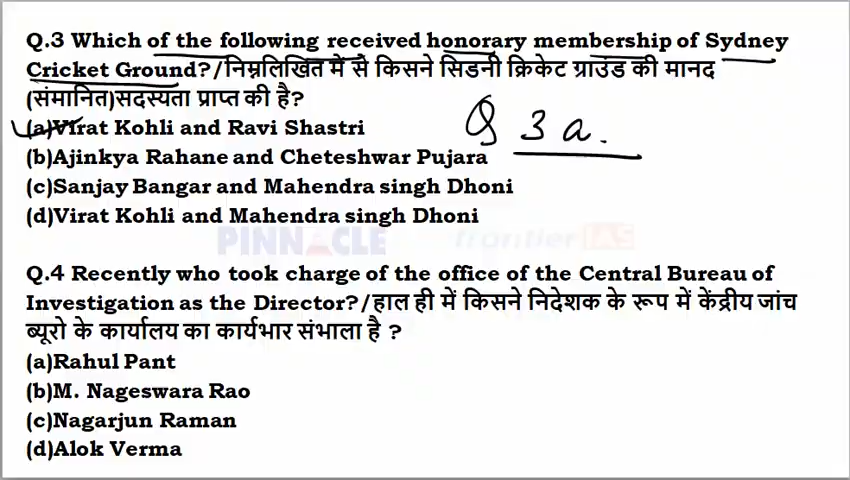 Q.3 Which of the following received honorary membership of Sydney
Cricket Ground?/निम्नलिखित में से किसने सिडनी क्रिकेट ग्राउंड की मानद
(संमानित)सदस्यता प्राप्त की है?
(a)Virat Kohli and Ravi Shastri
Q 3 a.
(b)Ajinkya Rahane and Cheteshwar Pujara
(c)Sanjay Bangar and Mahendra singh Dhoni
(d)Virat Kohli and Mahendra singh Dhoni
PINNACLE frontier IAS
Q.4 Recently who took charge of the office of the Central Bureau of
Investigation as the Director?/हाल ही में किसने निदेशक के रूप में केंद्रीय जांच
ब्यूरो के कार्यालय का कार्यभार संभाला है ?
(a)Rahul Pant
(b)M. Nageswara Rao
(c)Nagarjun Raman
(d)Alok Verma